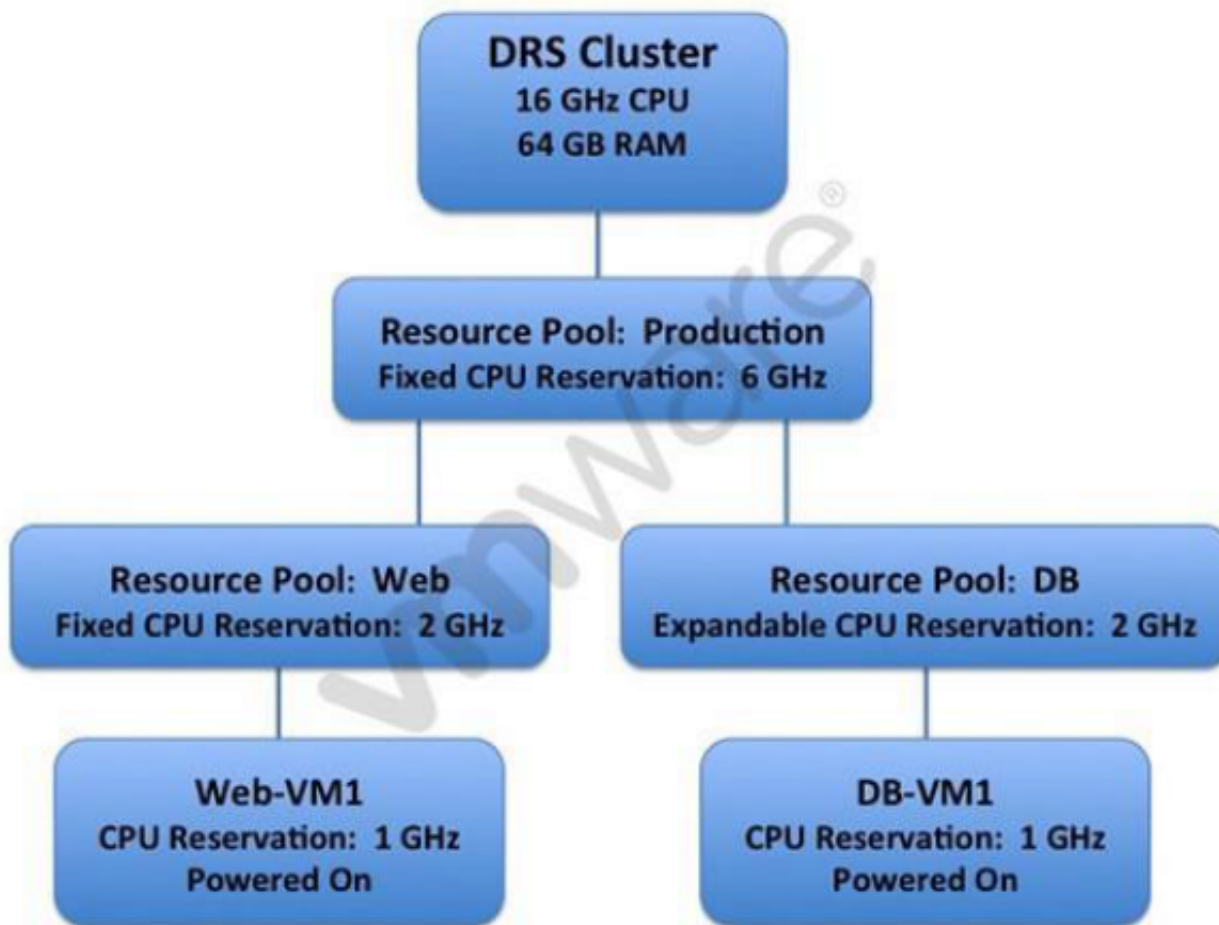 DRS Cluster
16 GHz CPU
64 GB RAM
Resource Pool: Production
Fixed CPU Reservation: 6 GHz
Resource Pool: Web
Fixed CPU Reservation: 2 GHz
Resource Pool: DB
Expandable CPU Reservation: 2 GHz
Web-VM1
CPU Reservation: 1 GHz
Powered On
DB-VM1
CPU Reservation: 1 GHz
Powered On
vmware®